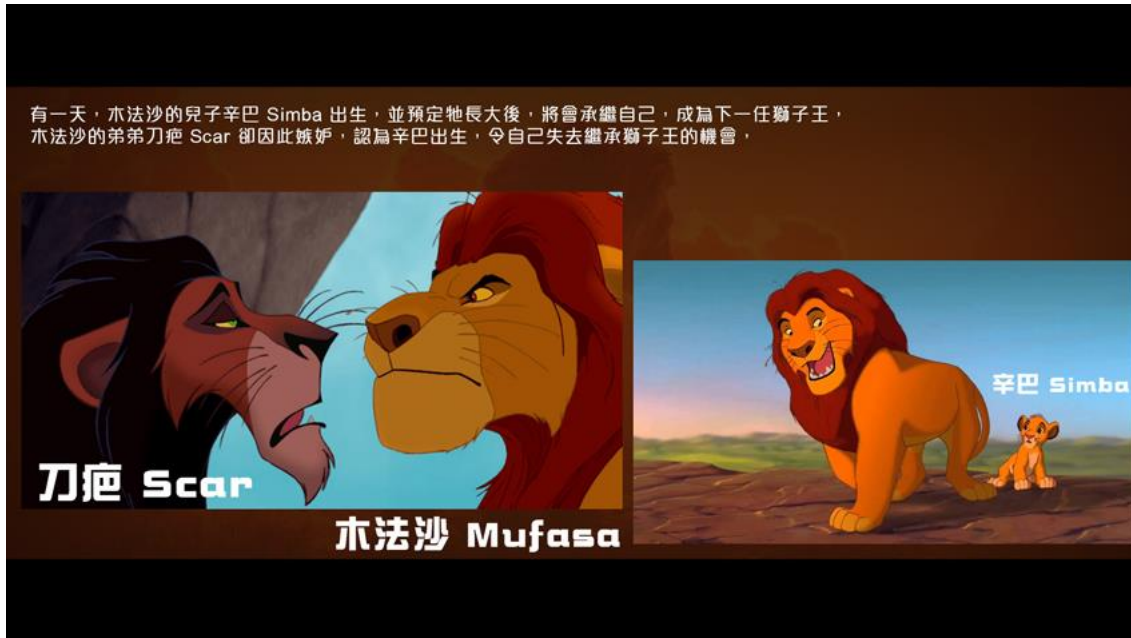 有一天，木法沙的兒子辛巴 Simba 出生，並預定牠長大後，將會承繼自己，成為下一任獅子王，
木法沙的弟弟刀疤 Scar 卻因此嫉妒，認為辛巴出生，令自己失去繼承獅子王的機會，
辛巴 Simba
刀疤 Scar
木法沙 Mufasa